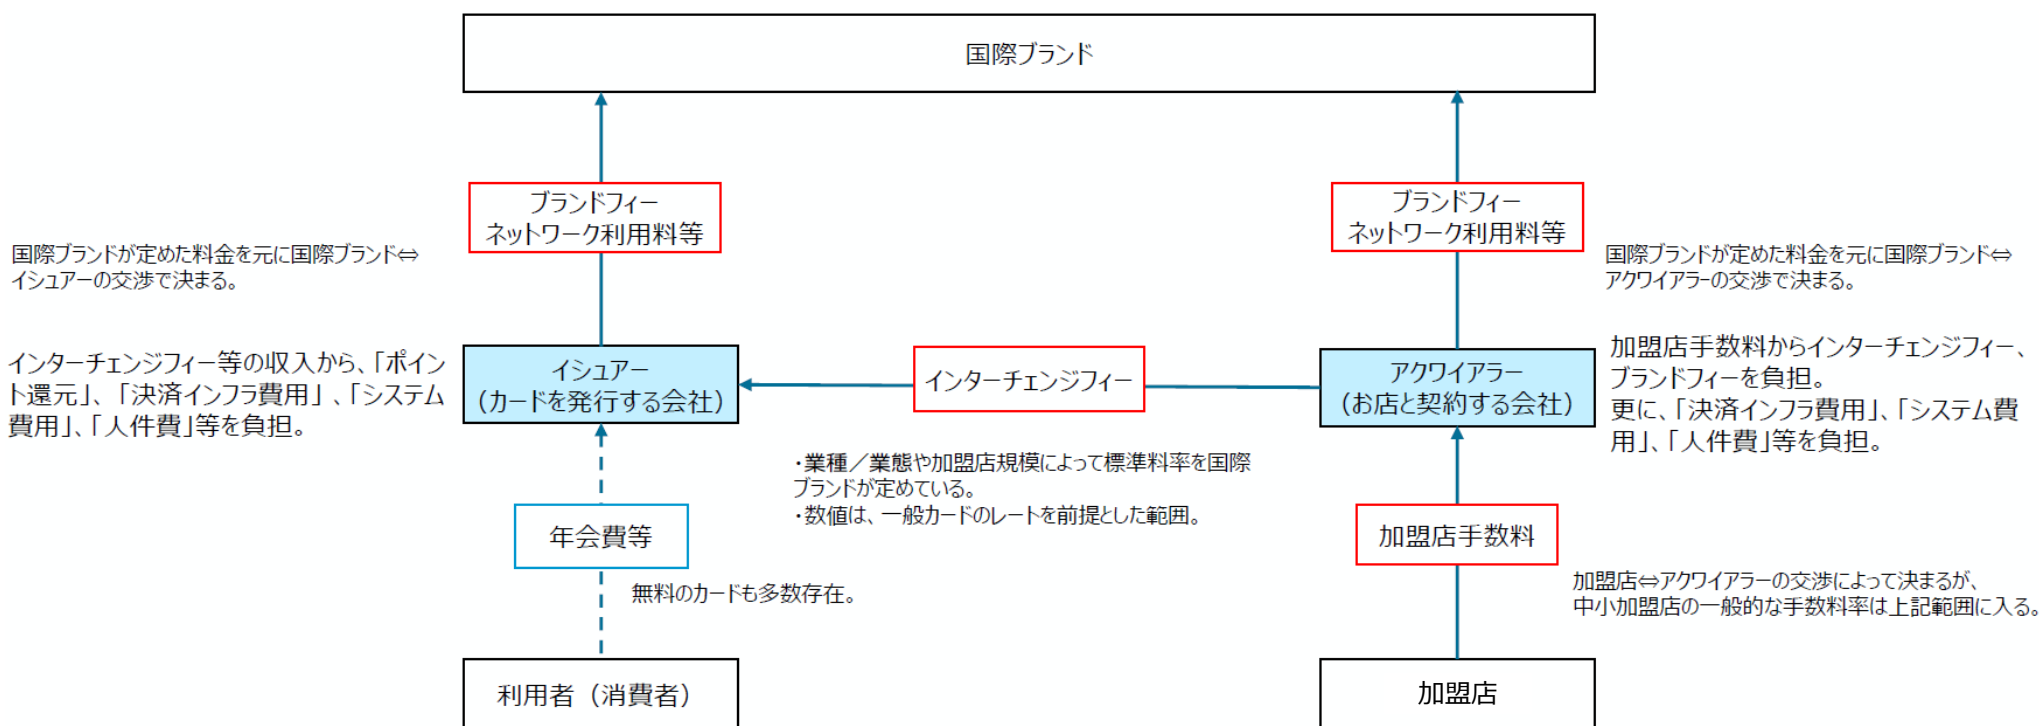 国際ブランド
ブランドフィー
ネットワーク利用料等
ブランドフィー
ネットワーク利用料等
国際ブランドが定めた料金を元に国際ブランド⇔
イシュアーの交渉で決まる。
国際ブランドが定めた料金を元に国際ブランド⇔
アクワイアラーの交渉で決まる。
インターチェンジフィー等の収入から、「ポイン
ト還元」、「決済インフラ費用」、「システム
費用」、「人件費」等を負担。
イシュアー
（カードを発行する会社）
インターチェンジフィー
アクワイアラー
（お店と契約する会社）
加盟店手数料からインターチェンジフィー、
ブランドフィーを負担。
更に、「決済インフラ費用」、「システム費
用」、「人件費」等を負担。
・業種／業態や加盟店規模によって標準料率を国際
ブランドが定めている。
・数値は、一般カードのレートを前提とした範囲。
年会費等
無料のカードも多数存在。
加盟店手数料
加盟店⇔アクワイアラーの交渉によって決まるが、
中小加盟店の一般的な手数料率は上記範囲に入る。
利用者（消費者）
加盟店